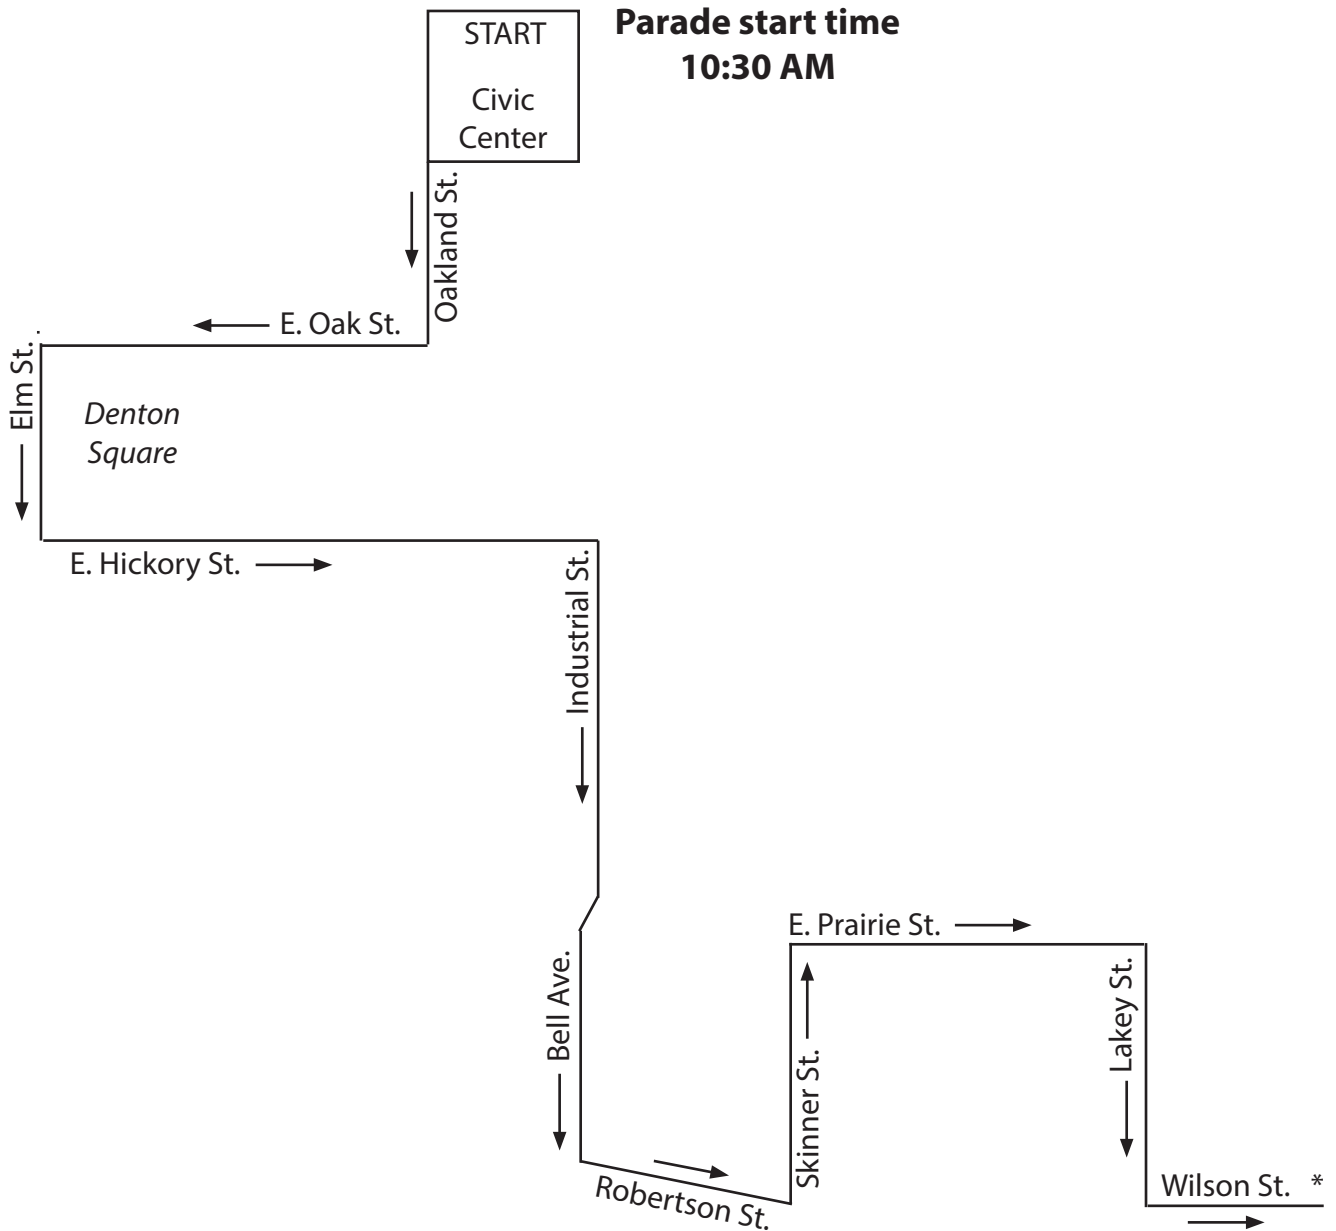 START
Civic
Center
Parade start time
10:30 AM
Oakland St.
E. Oak St.
Elm St.
Denton
Square
E. Hickory St.
Industrial St.
Bell Ave.
Robertson St.
Skinner St.
E. Prairie St.
Lakey St.
Wilson St. *